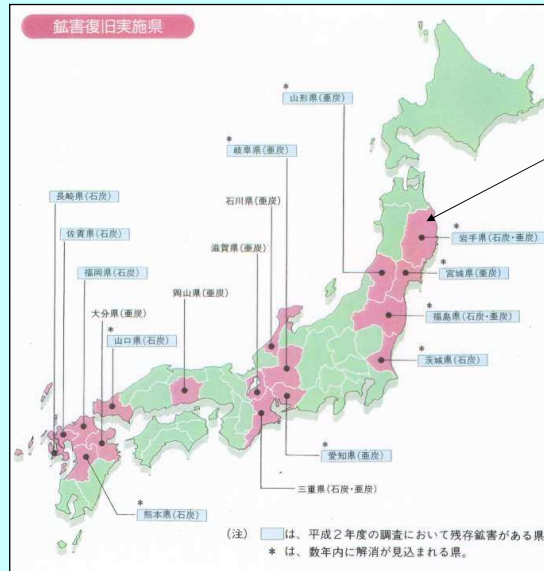 鉱害復旧実施県
*
山形県(亜炭)
*
岐阜県(亜炭)
長崎県(石炭)
石川県(亜炭)
佐賀県(石炭)
滋賀県(亜炭)
*
岩手県(石炭・亜炭)
福岡県(石炭)
*
宮城県(亜炭)
岡山県(亜炭)
大分県(亜炭)
*
福島県(石炭・亜炭)
*
山口県(石炭)
*
茨城県(石炭)
*
愛知県(亜炭)
三重県(石炭・亜炭)
*
熊本県(石炭)
(注) は、平成2年度の調査において残存鉱害がある県
* は、数年内に解消が見込まれる県。